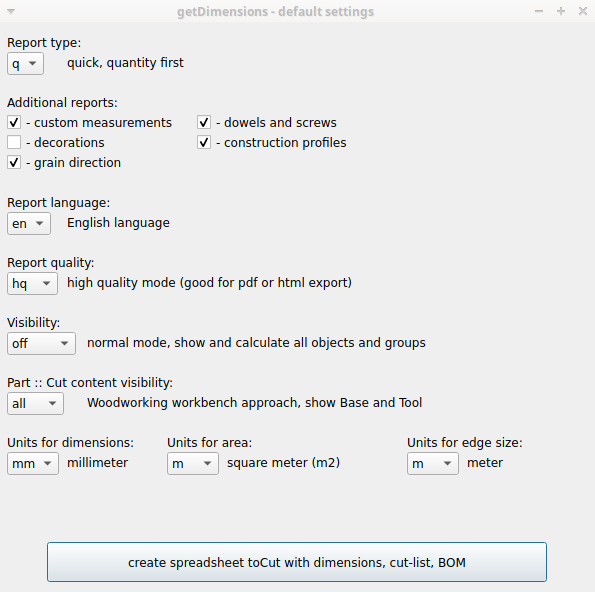 getDimensions - default settings
Report type:
q quick, quantity first
Additional reports:
- custom measurements - dowels and screws
- decorations - construction profiles
- grain direction
Report language:
en English language
Report quality:
hq high quality mode (good for pdf or html export)
Visibility:
off normal mode, show and calculate all objects and groups
Part :: Cut content visibility:
all Woodworking workbench approach, show Base and Tool
Units for dimensions: Units for area: Units for edge size:
mm millimeter m square meter (m2) m meter
create spreadsheet toCut with dimensions, cut-list, BOM